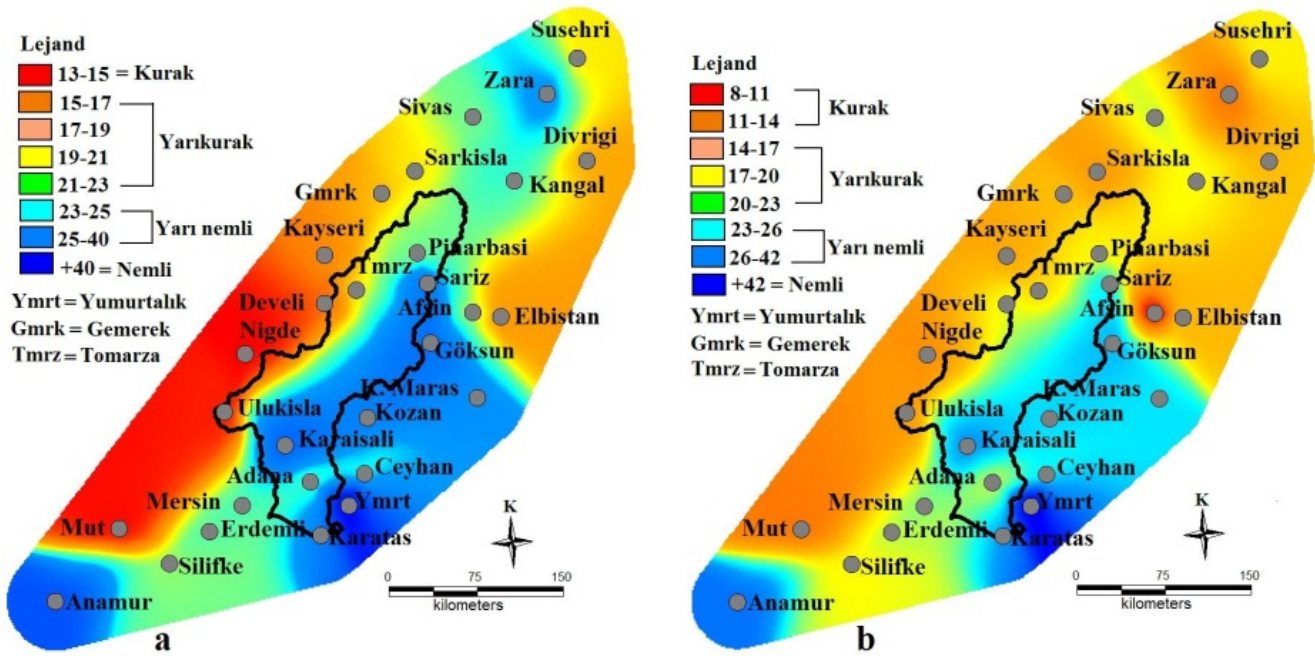 Lejand
13-15 = Kurak
15-17
17-19
19-21
21-23
Yarıkurak
23-25
25-40
Yarı nemli
+40 = Nemli
Ymrt = Yumurtalık
Gmrk = Gemerek
Tmrz = Tomarza
Susehri
Zara
Sivas
Divrigi
Sarkisla
Kangal
Gmrk
Kayseri
Pinarbasi
Tmrz
Sariz
Develi
Afsin
Elbistan
Nigde
Göksun
K. Maras
Ulukisla
Kozan
Karaisali
Adana
Ceyhan
Mersin
Ymrt
Mut
Erdemli
Karatas
Silifke
Anamur
K
0 75 150
kilometers
a
Lejand
8-11
11-14
Kurak
14-17
17-20
20-23
Yarıkurak
23-26
26-42
Yarı nemli
+42 = Nemli
Ymrt = Yumurtalık
Gmrk = Gemerek
Tmrz = Tomarza
Susehri
Zara
Sivas
Divrigi
Sarkisla
Kangal
Gmrk
Kayseri
Pinarbasi
Tmrz
Sariz
Develi
Afsin
Elbistan
Nigde
Göksun
K. Maras
Ulukisla
Kozan
Karaisali
Adana
Ceyhan
Mersin
Ymrt
Mut
Erdemli
Karatas
Silifke
Anamur
K
0 75 150
kilometers
b